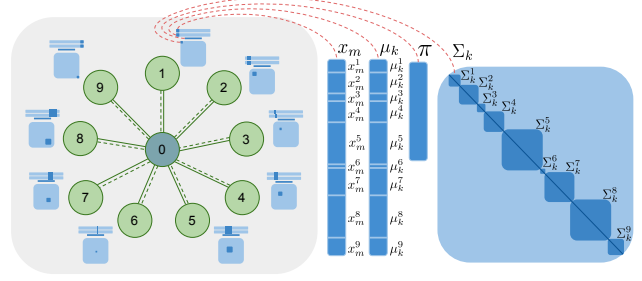 x_m μ_k π Σ_k
1
2
3
4
5
6
7
8
9
0
x_m^1 μ_k^1
x_m^2 μ_k^2
x_m^3 μ_k^3
x_m^4 μ_k^4
x_m^5 μ_k^5
x_m^6 μ_k^6
x_m^7 μ_k^7
x_m^8 μ_k^8
x_m^9 μ_k^9
Σ_k^1
Σ_k^2
Σ_k^3
Σ_k^4
Σ_k^5
Σ_k^6
Σ_k^7
Σ_k^8
Σ_k^9